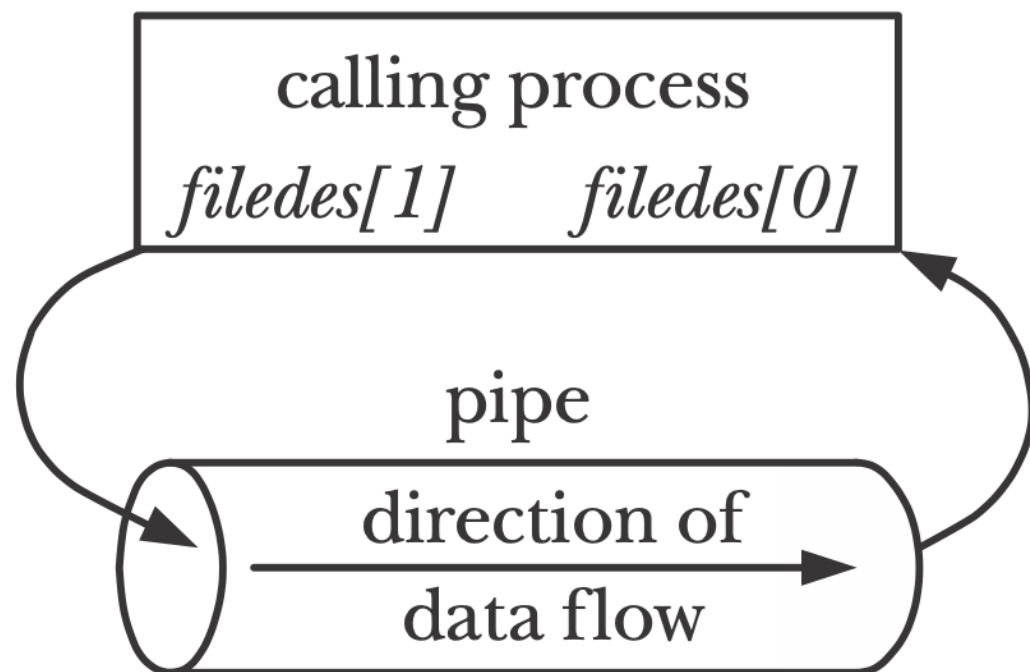 calling process
filedes[1] filedes[0]
pipe
direction of
data flow